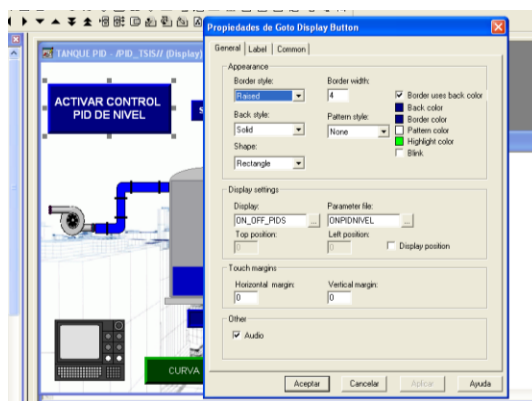 TANQUE PID - /PID_TSIS// (Display)
ACTIVAR CONTROL
PID DE NIVEL
CURVA
Propiedades de Goto Display Button
General Label Common
Appearance
Border style: Border width:
Raised 4 Border uses back color
Back color
Back style: Pattern style: Border color
Solid None Pattern color
Highlight color
Shape: Blink
Rectangle
Display settings
Display: Parameter file:
ON_OFF_PIDS ... ONPIDNIVEL ...
Top position: Left position:
0 0 Display position
Touch margins
Horizontal margin: Vertical margin:
0 0
Other
Audio
Aceptar Cancelar Aplicar Ayuda